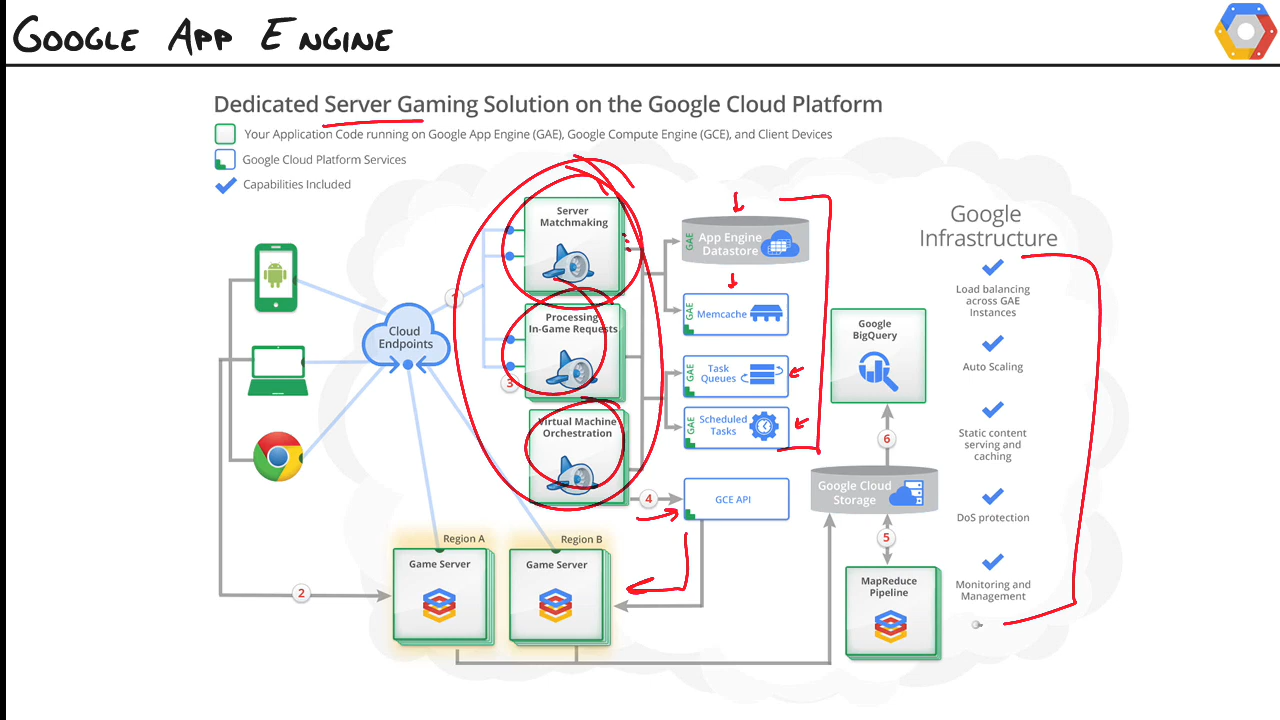 Google App Engine
Dedicated Server Gaming Solution on the Google Cloud Platform
Your Application Code running on Google App Engine (GAE), Google Compute Engine (GCE), and Client Devices
Google Cloud Platform Services
Capabilities Included
Cloud
Endpoints
1
Server
Matchmaking
Processing
In-Game Requests
3
Virtual Machine
Orchestration
GAE
App Engine
Datastore
GAE
Memcache
GAE
Task
Queues
GAE
Scheduled
Tasks
4
GCE API
Google
BigQuery
6
Google Cloud
Storage
5
MapReduce
Pipeline
Region A
Game Server
Region B
Game Server
2
Google
Infrastructure
Load balancing
across GAE
Instances
Auto Scaling
Static content
serving and
caching
DoS protection
Monitoring and
Management